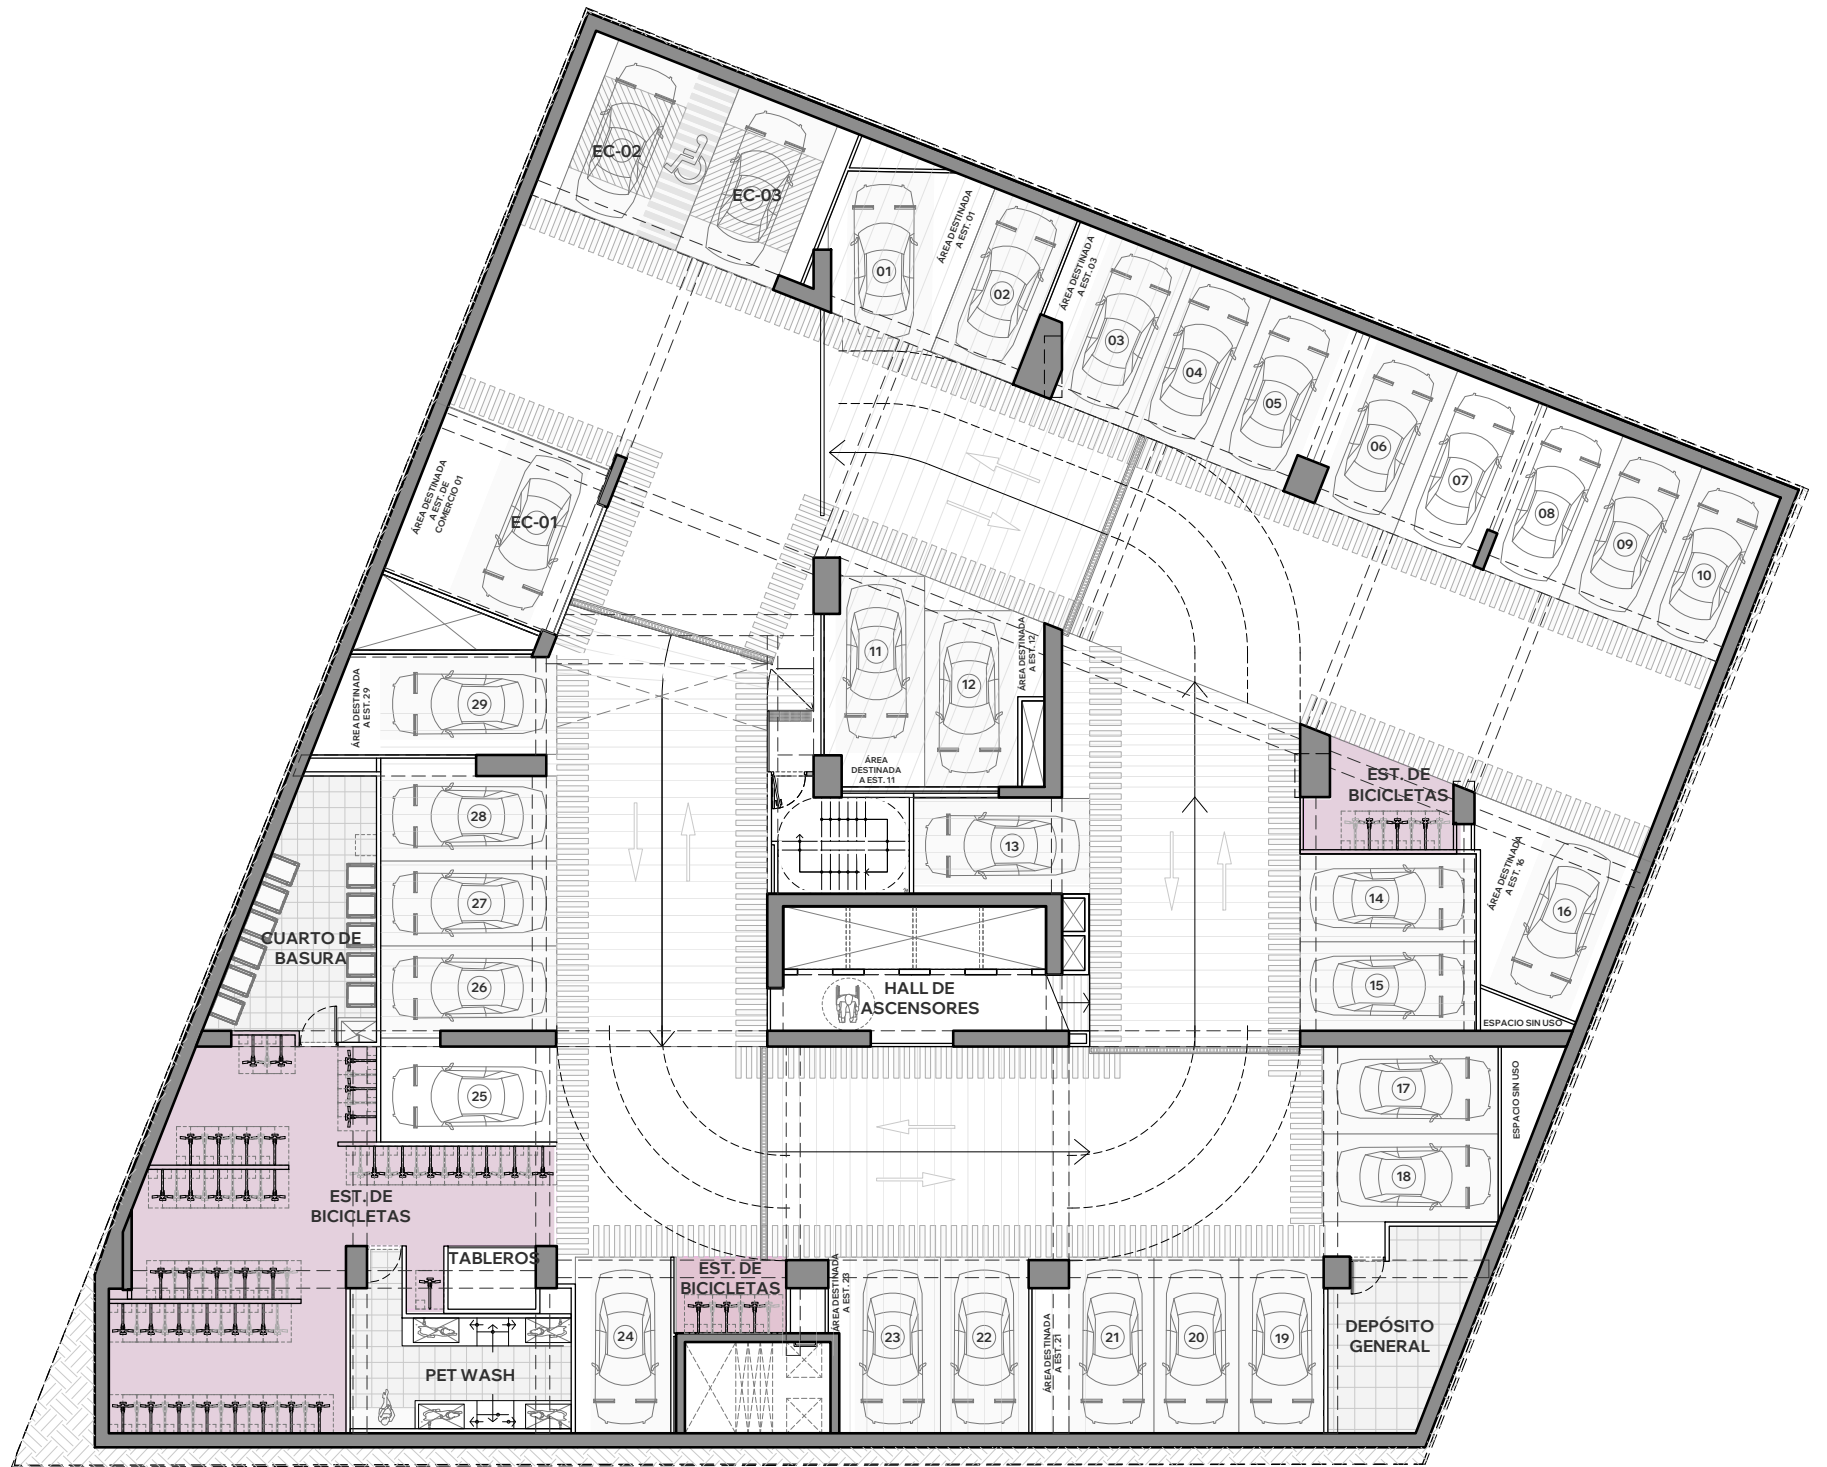 EC-02
EC-03
ÁREA DESTINADA
A EST. 01
01
02
ÁREA DESTINADA
A EST. 03
03
04
05
06
07
08
09
10
ÁREA DESTINADA
A EST. DE
COMERCIO 01
EC-01
11
12
ÁREA DESTINADA
A EST. 12
ÁREA
DESTINADA
A EST. 11
ÁREA DESTINADA
A EST. 29
29
28
27
26
25
13
EST. DE
BICICLETAS
14
15
ÁREA DESTINADA
A EST. 16
16
ESPACIO SIN USO
CUARTO DE
BASURA
HALL DE
ASCENSORES
17
18
ESPACIO SIN USO
EST. DE
BICICLETAS
TABLEROS
EST. DE
BICICLETAS
ÁREA DESTINADA
A EST. 23
PET WASH
24
23
22
ÁREA DESTINADA
A EST. 21
21
20
19
DEPÓSITO
GENERAL